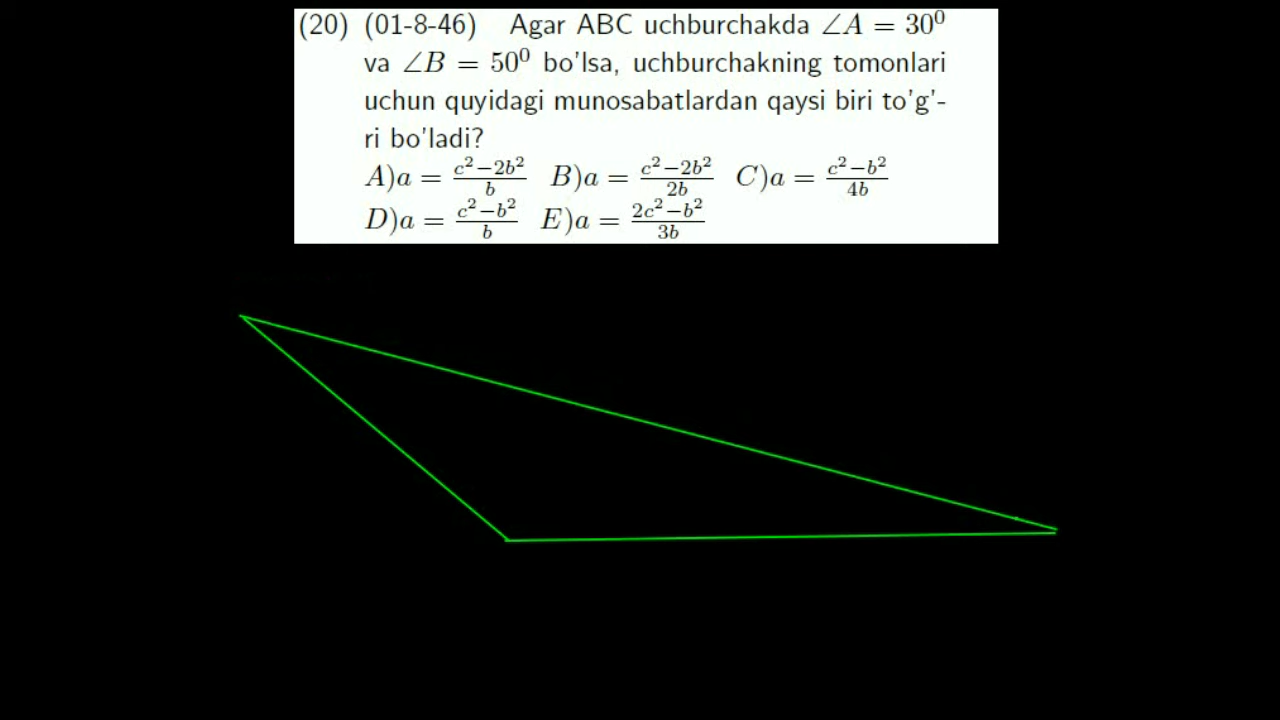 (20) (01-8-46) Agar ABC uchburchakda ∠A = 30⁰
va ∠B = 50⁰ bo'lsa, uchburchakning tomonlari
uchun quyidagi munosabatlardan qaysi biri to'g'-
ri bo'ladi?
A)a = (c²−2b²)/b B)a = (c²−2b²)/2b C)a = (c²−b²)/4b
D)a = (c²−b²)/b E)a = (2c²−b²)/3b